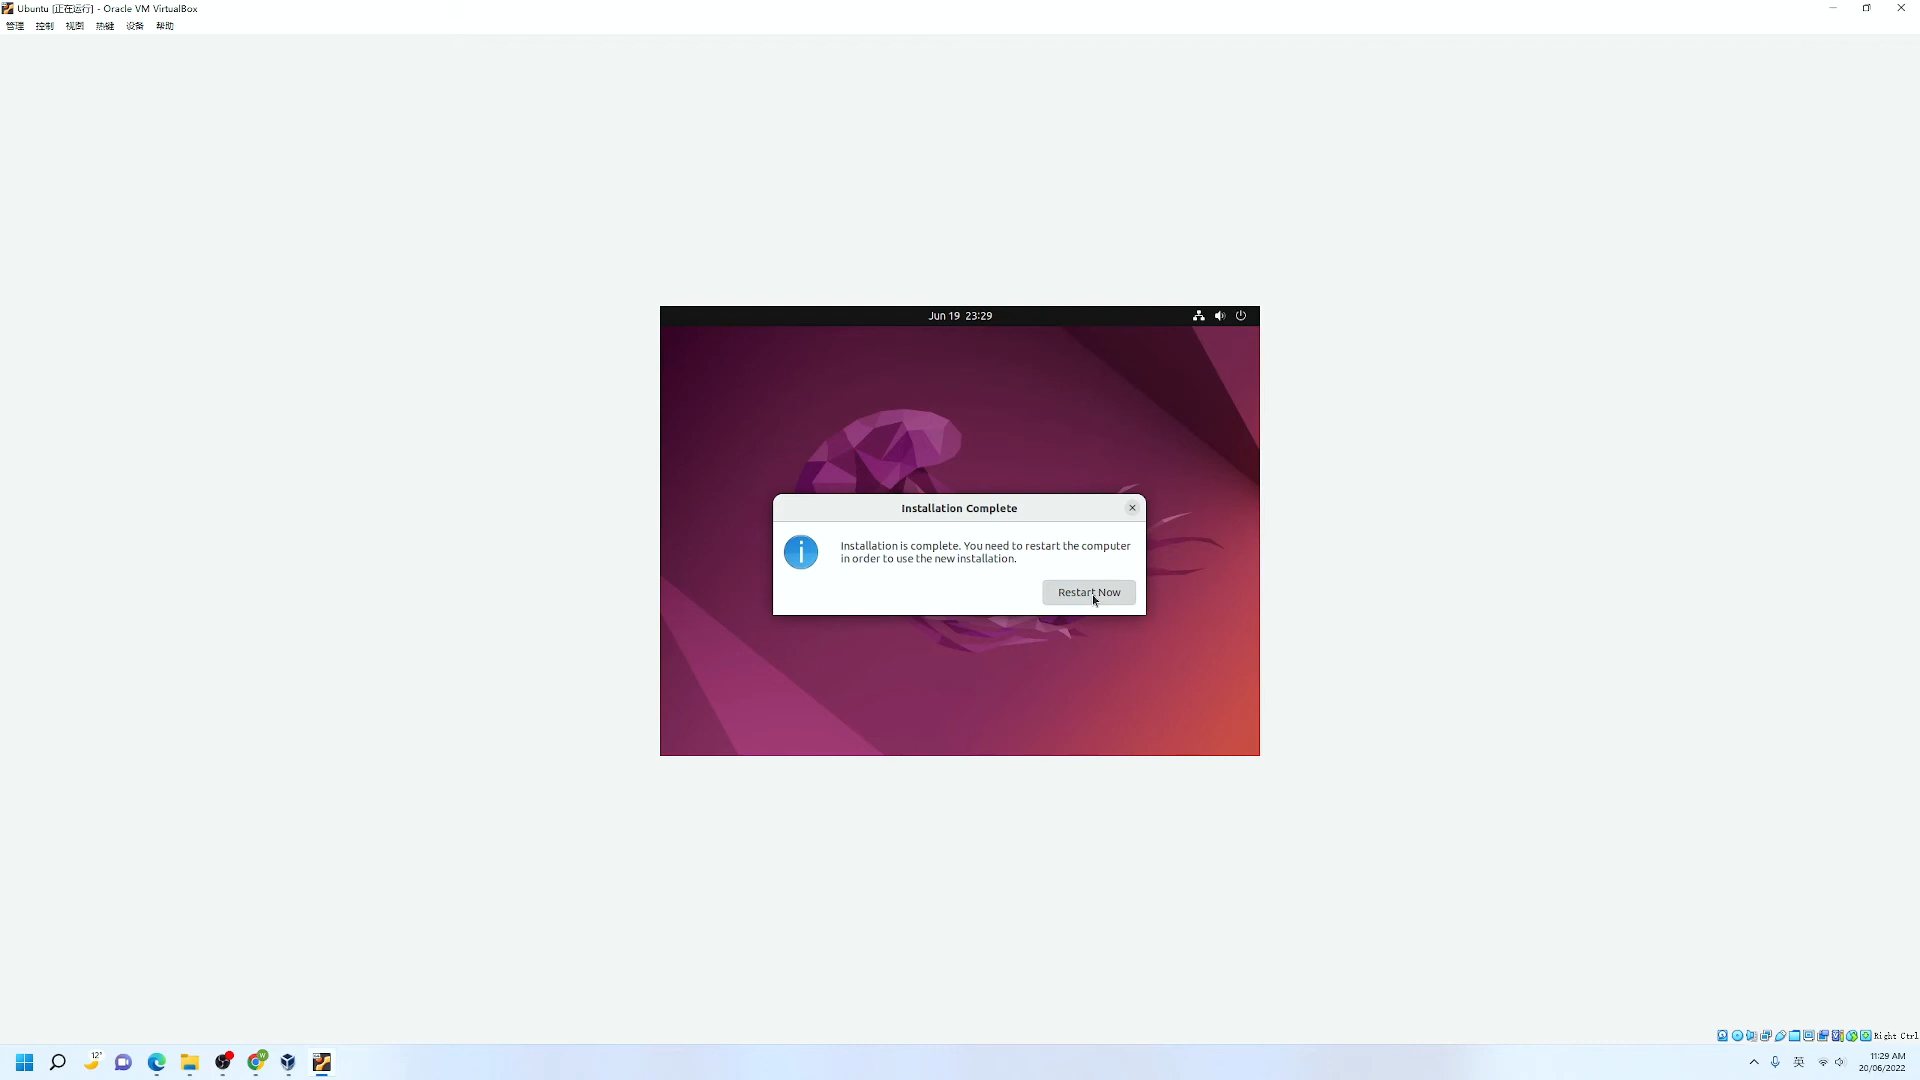 Ubuntu [正在运行] - Oracle VM VirtualBox
管理 控制 视图 热键 设备 帮助
Jun 19 23:29
Installation Complete
Installation is complete. You need to restart the computer
in order to use the new installation.
Restart Now
Right Ctrl
12°
W
英
11:29 AM
20/06/2022